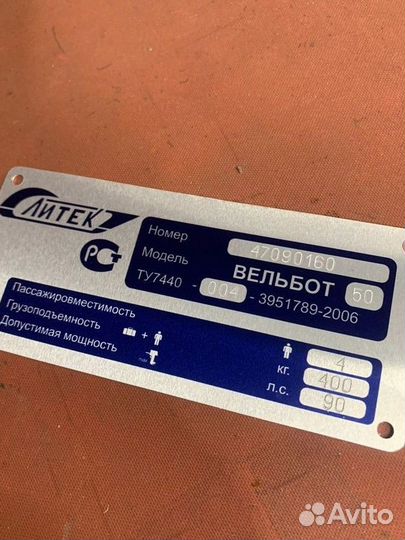 ЛИТЕК
РСТ
Номер 47090160
Модель ВЕЛЬБОТ 50
ТУ7440 - 004 - 3951789-2006
Пассажировместимость 4
Грузоподъемность + кг. 400
Допустимая мощность л.с. 90
Avito